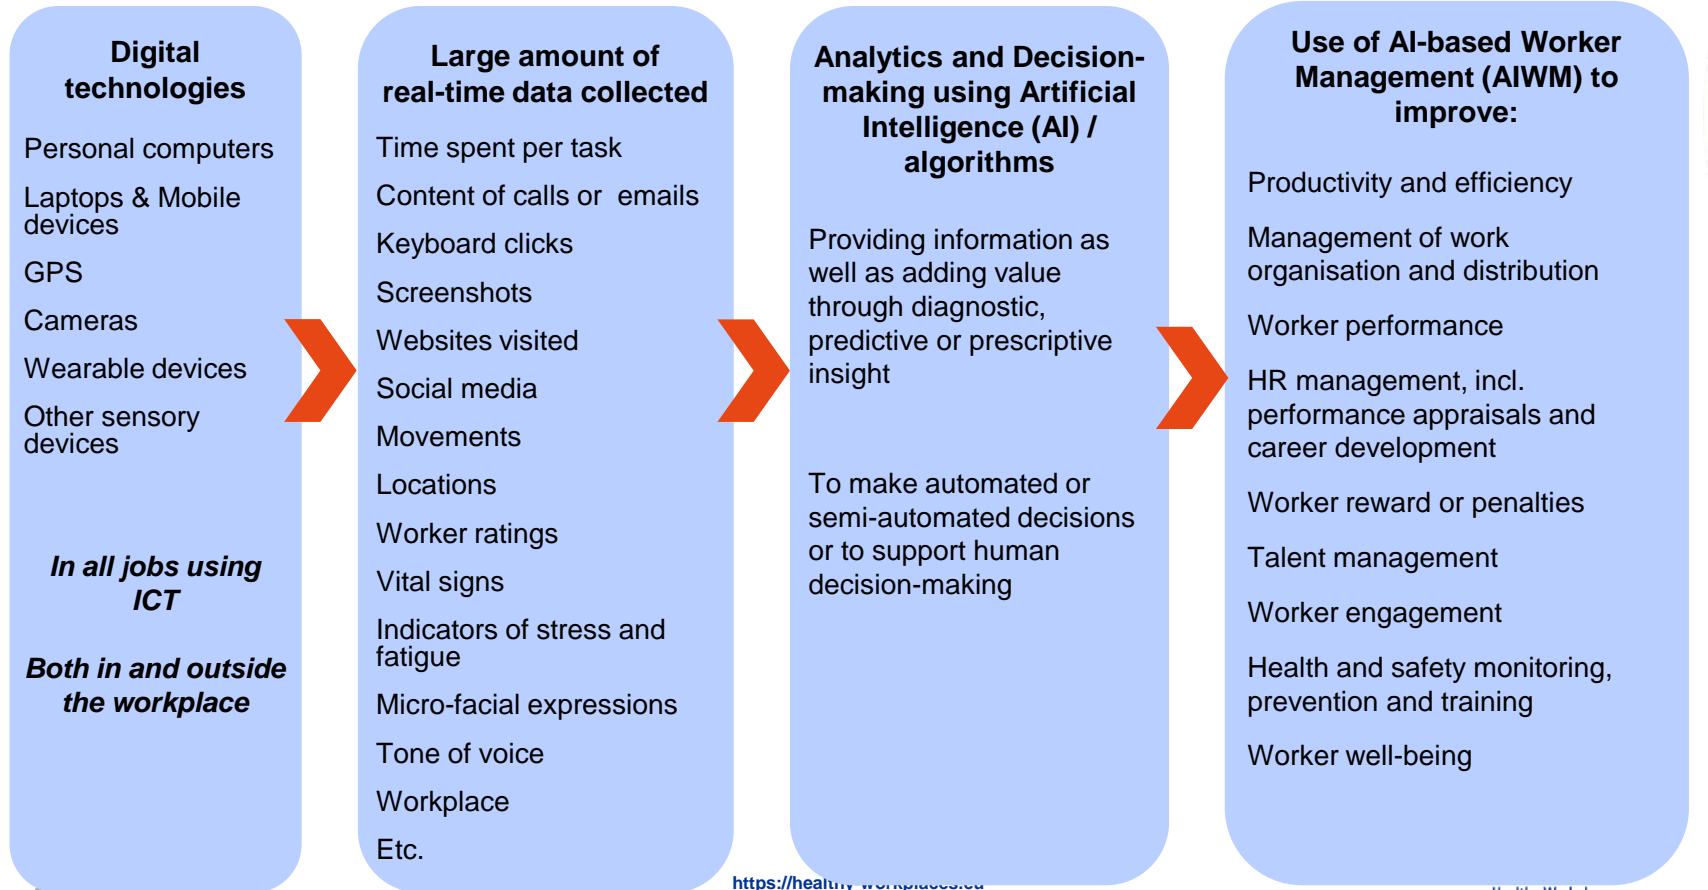 Digital
technologies
Personal computers
Laptops & Mobile
devices
GPS
Cameras
Wearable devices
Other sensory
devices
In all jobs using
ICT
Both in and outside
the workplace
Large amount of
real-time data collected
Time spent per task
Content of calls or emails
Keyboard clicks
Screenshots
Websites visited
Social media
Movements
Locations
Worker ratings
Vital signs
Indicators of stress and
fatigue
Micro-facial expressions
Tone of voice
Workplace
Etc.
Analytics and Decision-
making using Artificial
Intelligence (AI) /
algorithms
Providing information as
well as adding value
through diagnostic,
predictive or prescriptive
insight
To make automated or
semi-automated decisions
or to support human
decision-making
Use of AI-based Worker
Management (AIWM) to
improve:
Productivity and efficiency
Management of work
organisation and distribution
Worker performance
HR management, incl.
performance appraisals and
career development
Worker reward or penalties
Talent management
Worker engagement
Health and safety monitoring,
prevention and training
Worker well-being
https://healthy-workplaces.eu